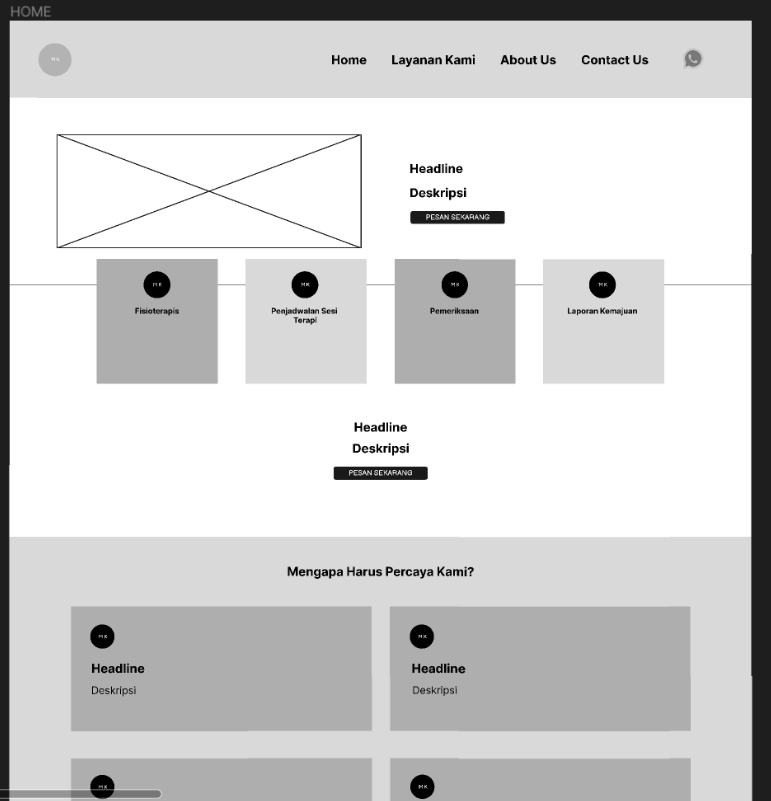 HOME
MK
Home Layanan Kami About Us Contact Us
Headline
Deskripsi
PESAN SEKARANG
MK
Fisioterapis
MK
Penjadwalan Sesi
Terapi
MK
Pemeriksaan
MK
Laporan Kemajuan
Headline
Deskripsi
PESAN SEKARANG
Mengapa Harus Percaya Kami?
MK
Headline
Deskripsi
MK
Headline
Deskripsi
MK
MK